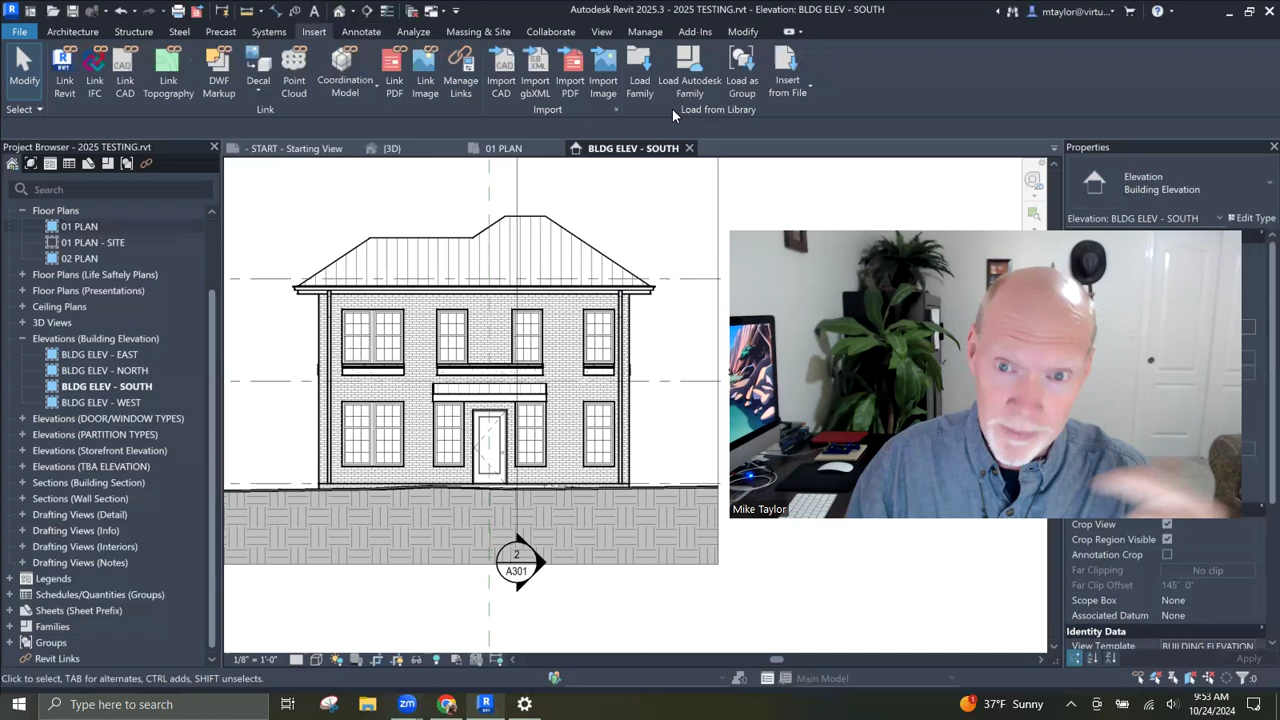 Autodesk Revit 2025.3 - 2025 TESTING.rvt - Elevation: BLDG ELEV - SOUTH
mtaylor@virtu...
File Architecture Structure Steel Precast Systems Insert Annotate Analyze Massing & Site Collaborate View Manage Add-Ins Modify
Modify
Link Revit
Link IFC
Link CAD
Link Topography
DWF Markup
Decal
Point Cloud
Coordination Model
Link PDF
Link Image
Manage Links
Import CAD
Import gbXML
Import PDF
Import Image
Load Family
Load Autodesk Family
Load as Group
Insert from File
Select
Link
Import
Load from Library
Project Browser - 2025 TESTING.rvt
- START - Starting View
{3D}
01 PLAN
BLDG ELEV - SOUTH
Properties
Search
Floor Plans
01 PLAN
01 PLAN - SITE
02 PLAN
Floor Plans (Life Saftely Plans)
Floor Plans (Presentations)
Ceiling Plans
3D Views
Elevations (Building Elevation)
BLDG ELEV - EAST
BLDG ELEV - NORTH
BLDG ELEV - SOUTH
BLDG ELEV - WEST
Elevations (DOOR/WINDOW TYPES)
Elevations (PARTITION TYPES)
Elevations (Storefront Elevation)
Elevations (TBA ELEVATION)
Sections (Building Section)
Sections (Wall Section)
Drafting Views (Detail)
Drafting Views (Info)
Drafting Views (Interiors)
Drafting Views (Notes)
Legends
Schedules/Quantities (Groups)
Sheets (Sheet Prefix)
Families
Groups
Revit Links
2
A301
Elevation
Building Elevation
Elevation: BLDG ELEV - SOUTH
Edit Type
Mike Taylor
Crop View
Crop Region Visible
Annotation Crop
Far Clipping No clip
Far Clip Offset 145' 0"
Scope Box None
Associated Datum None
Identity Data
View Template BUILDING ELEVATION
Apply
1/8" = 1'-0"
Click to select, TAB for alternates, CTRL adds, SHIFT unselects.
Main Model
:0
Type here to search
37°F Sunny
9:53 AM
10/24/2024